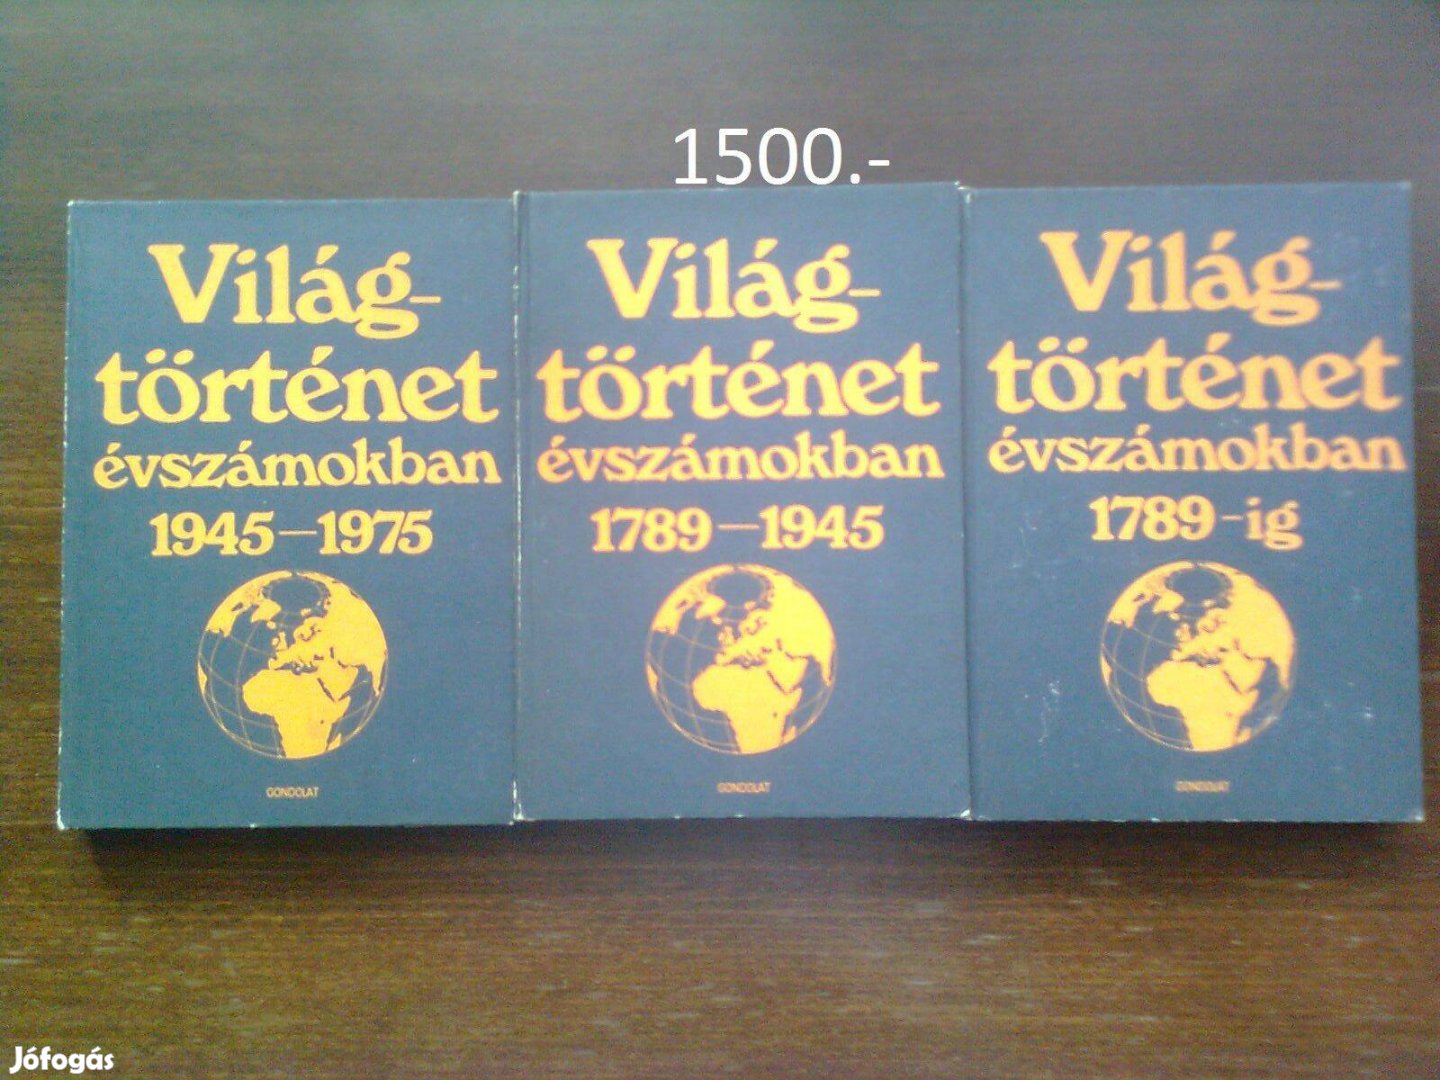 1500.-
Világ-
történet
évszámokban
1945–1975
GONDOLAT
Világ-
történet
évszámokban
1789–1945
GONDOLAT
Világ-
történet
évszámokban
1789-ig
GONDOLAT
Jófogás